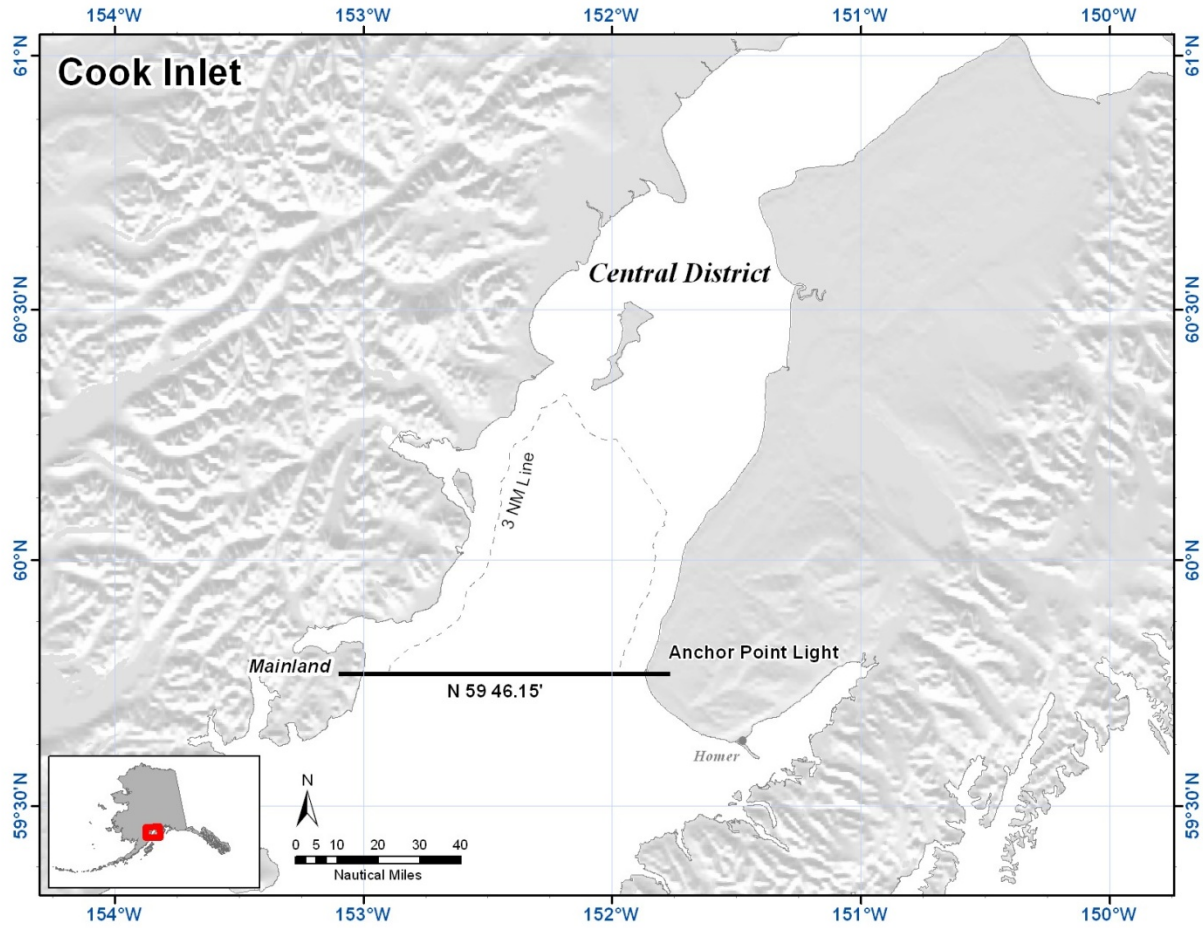 154°W 153°W 152°W 151°W 150°W
Cook Inlet
61°N 61°N
Central District
60°30'N 60°30'N
3 NM Line
60°N 60°N
Mainland Anchor Point Light
N 59 46.15'
Homer
59°30'N 59°30'N
N
0 5 10 20 30 40
Nautical Miles
154°W 153°W 152°W 151°W 150°W